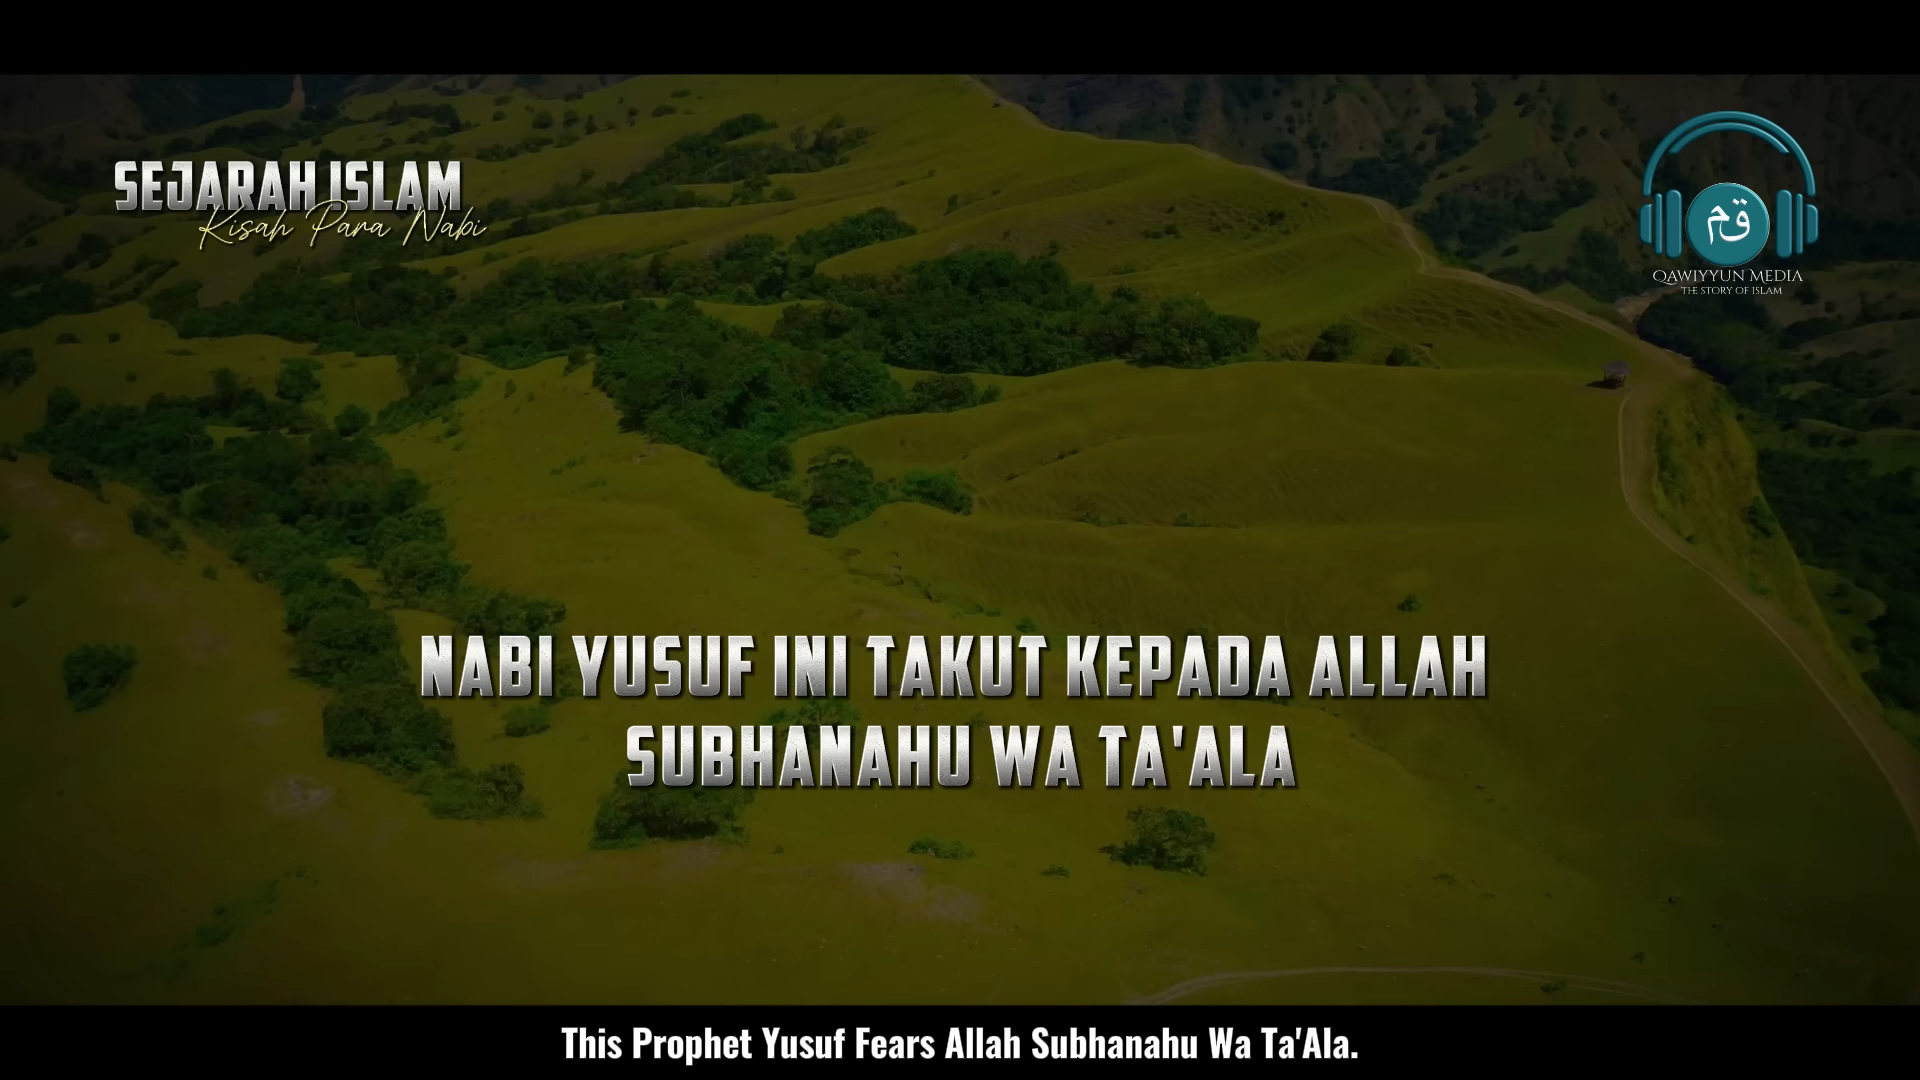 SEJARAH ISLAM
Kisah Para Nabi
قم
QAWIYYUN MEDIA
THE STORY OF ISLAM
NABI YUSUF INI TAKUT KEPADA ALLAH
SUBHANAHU WA TA'ALA
This Prophet Yusuf Fears Allah Subhanahu Wa Ta'Ala.